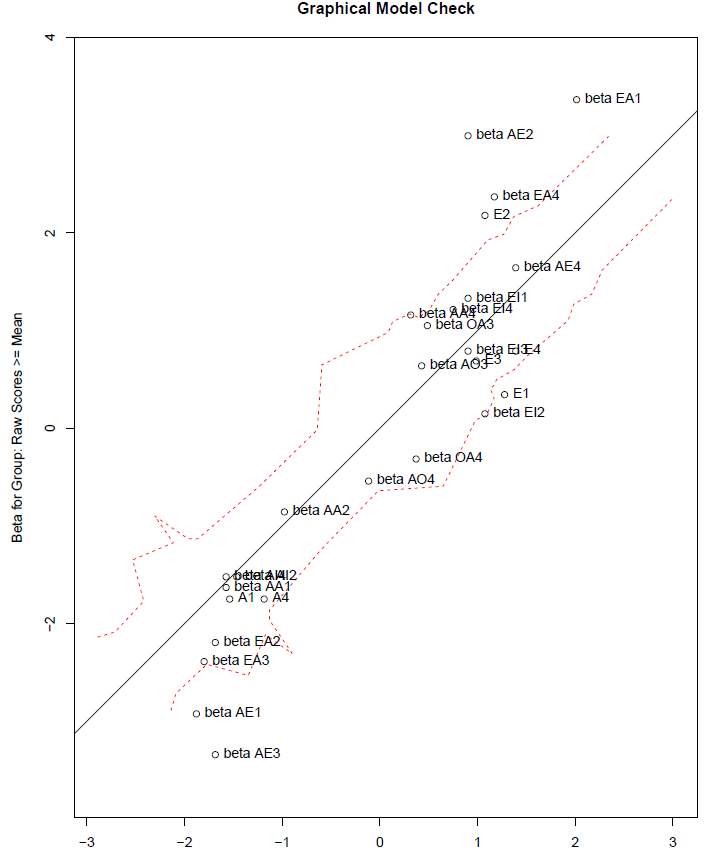 Graphical Model Check
4
beta EA1
beta AE2
beta EA4
E2
2
beta AE4
beta EI1
beta EI4
beta AA4
beta OA3
beta EI3
E4
E3
beta AO3
E1
beta EI2
0
beta OA4
beta AO4
beta AA2
beta AA1
A1
A4
−2
beta EA2
beta EA3
beta AE1
beta AE3
Beta for Group: Raw Scores >= Mean
−3 −2 −1 0 1 2 3